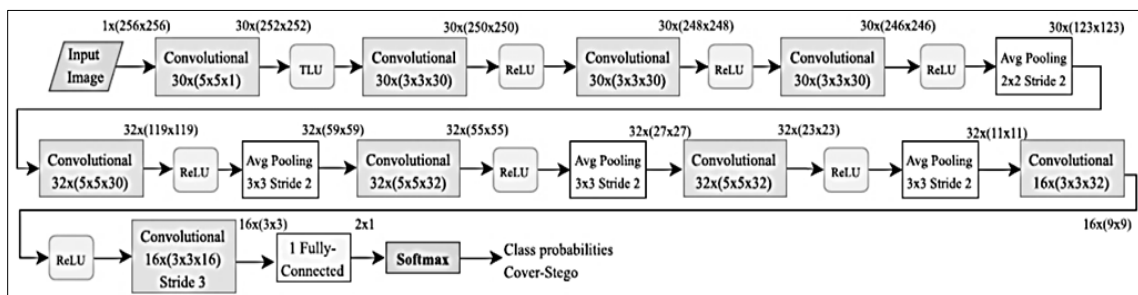 1x(256x256) 30x(252x252) 30x(250x250) 30x(248x248) 30x(246x246) 30x(123x123)
Input
Image
Convolutional
30x(5x5x1)
TLU
Convolutional
30x(3x3x30)
ReLU
Convolutional
30x(3x3x30)
ReLU
Convolutional
30x(3x3x30)
ReLU
Avg Pooling
2x2 Stride 2
32x(119x119) 32x(59x59) 32x(55x55) 32x(27x27) 32x(23x23) 32x(11x11)
Convolutional
32x(5x5x30)
ReLU
Avg Pooling
3x3 Stride 2
Convolutional
32x(5x5x32)
ReLU
Avg Pooling
3x3 Stride 2
Convolutional
32x(5x5x32)
ReLU
Avg Pooling
3x3 Stride 2
Convolutional
16x(3x3x32)
16x(3x3) 2x1 16x(9x9)
ReLU
Convolutional
16x(3x3x16)
Stride 3
1 Fully-
Connected
Softmax
Class probabilities
Cover-Stego